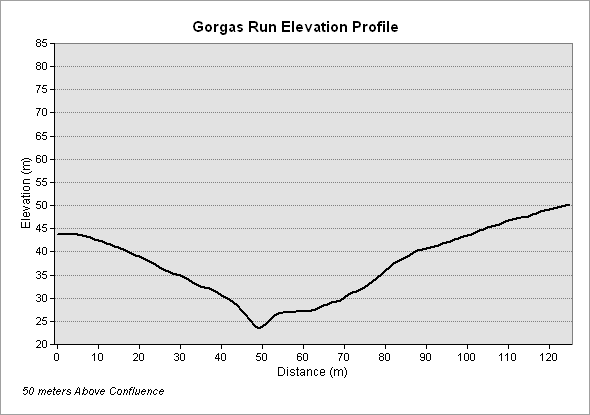 Gorgas Run Elevation Profile
85
80
75
70
65
60
55
50
45
40
35
30
25
20
Elevation (m)
0 10 20 30 40 50 60 70 80 90 100 110 120
Distance (m)
50 meters Above Confluence